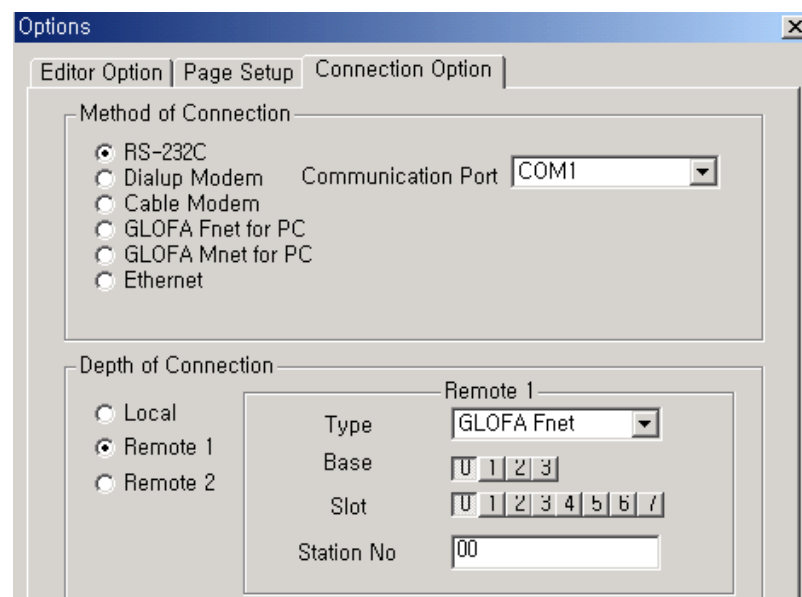 Options
Editor Option Page Setup Connection Option
Method of Connection
RS-232C
Dialup Modem Communication Port COM1
Cable Modem
GLOFA Fnet for PC
GLOFA Mnet for PC
Ethernet
Depth of Connection
Remote 1
Local
Type GLOFA Fnet
Remote 1
Base 0 1 2 3
Remote 2
Slot 0 1 2 3 4 5 6 7
Station No 00